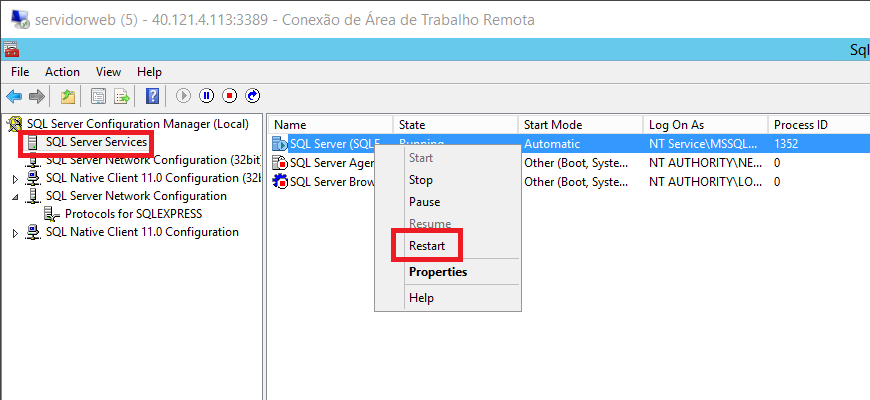 servidorweb (5) - 40.121.4.113:3389 - Conexão de Área de Trabalho Remota
Sql
File Action View Help
SQL Server Configuration Manager (Local)
SQL Server Services
SQL Server Network Configuration (32bit)
SQL Native Client 11.0 Configuration (32b
SQL Server Network Configuration
Protocols for SQLEXPRESS
SQL Native Client 11.0 Configuration
Name State Start Mode Log On As Process ID
SQL Server (SQLE Running Automatic NT Service\MSSQL... 1352
SQL Server Agen Other (Boot, Syste... NT AUTHORITY\NE... 0
SQL Server Brow Other (Boot, Syste... NT AUTHORITY\LO... 0
Start
Stop
Pause
Resume
Restart
Properties
Help